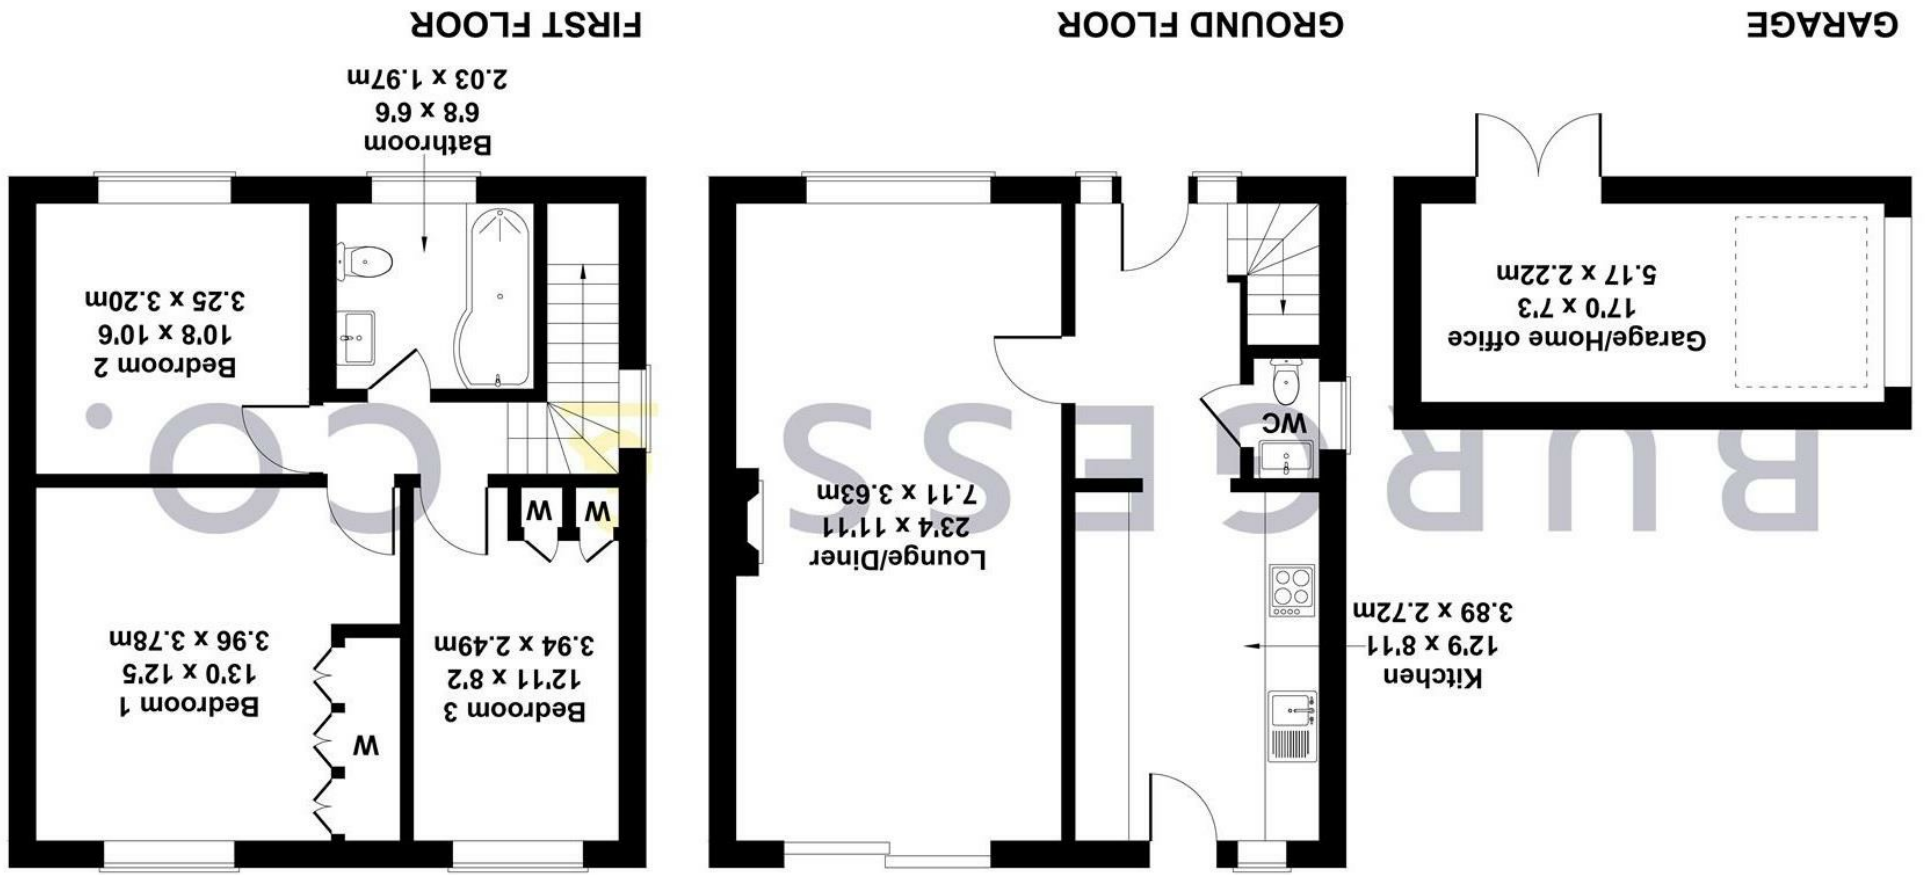 GARAGE
Garage/Home office
17'0 x 7'3
5.17 x 2.22m
GROUND FLOOR
Kitchen
12'9 x 8'11
3.89 x 2.72m
Lounge/Diner
23'4 x 11'11
7.11 x 3.63m
WC
FIRST FLOOR
Bedroom 3
12'11 x 8'2
3.94 x 2.49m
W
W
W
Bedroom 1
13'0 x 12'5
3.96 x 3.78m
Bedroom 2
10'8 x 10'6
3.25 x 3.20m
Bathroom
6'8 x 6'6
2.03 x 1.97m
BURGESS & CO.